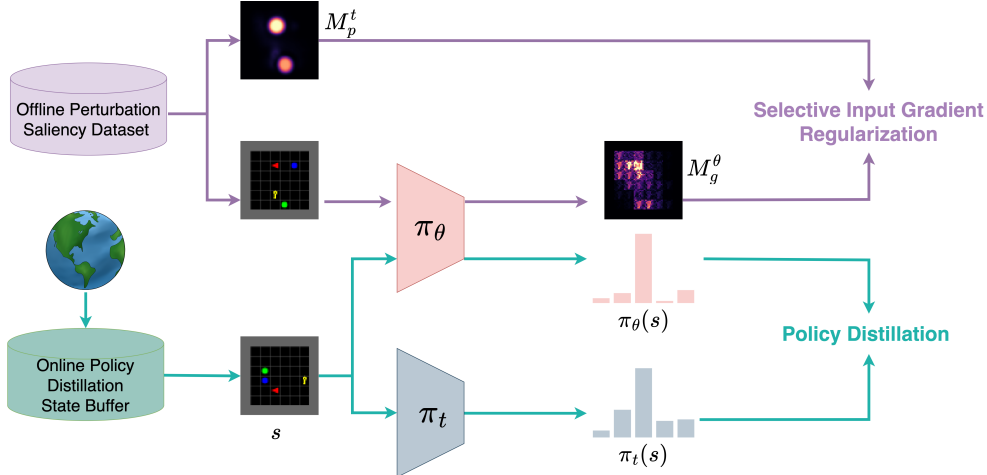 M_p^t
Offline Perturbation
Saliency Dataset
Selective Input Gradient
Regularization
M_g^θ
π_θ
π_θ(s)
Policy Distillation
Online Policy
Distillation
State Buffer
s
π_t
π_t(s)